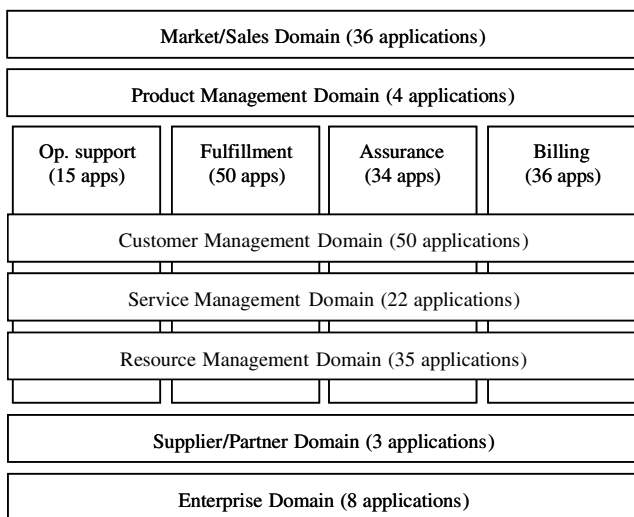 Market/Sales Domain (36 applications)
Product Management Domain (4 applications)
Op. support
(15 apps)
Fulfillment
(50 apps)
Assurance
(34 apps)
Billing
(36 apps)
Customer Management Domain (50 applications)
Service Management Domain (22 applications)
Resource Management Domain (35 applications)
Supplier/Partner Domain (3 applications)
Enterprise Domain (8 applications)